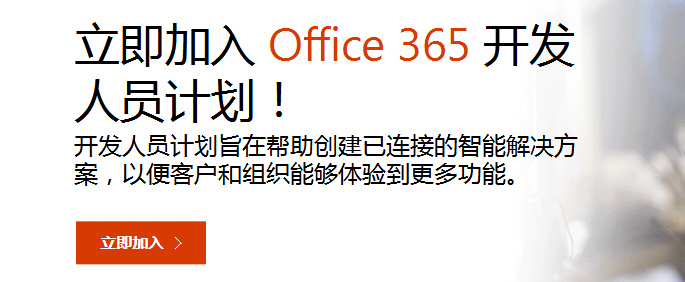 立即加入 Office 365 开发
人员计划！
开发人员计划旨在帮助创建已连接的智能解决方
案，以便客户和组织能够体验到更多功能。
立即加入 >